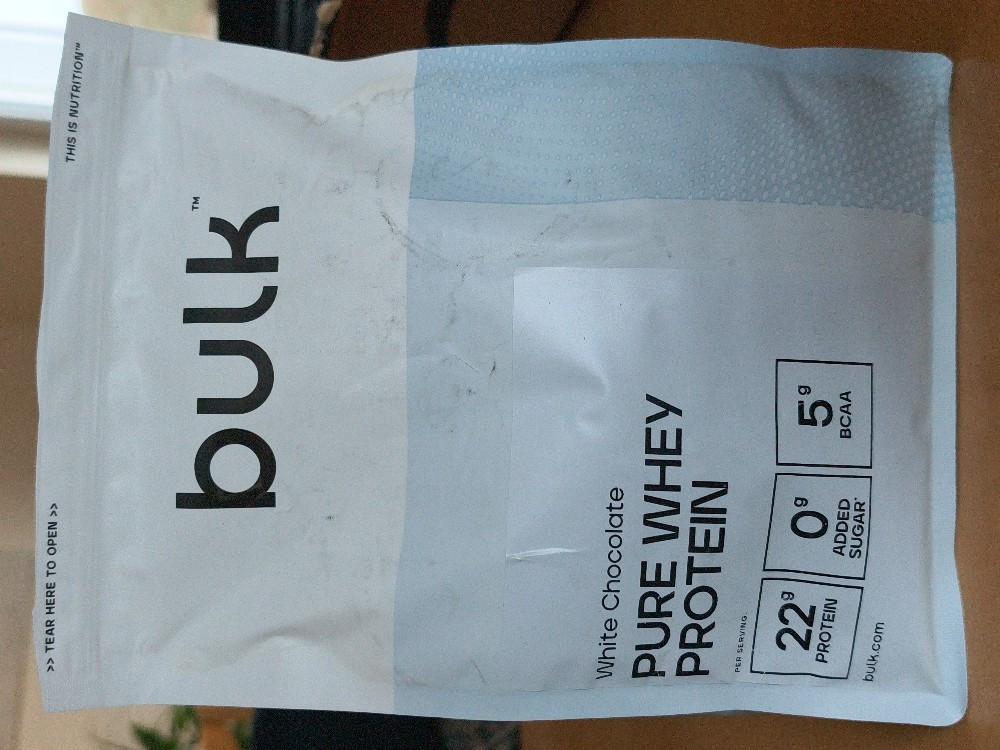 >> TEAR HERE TO OPEN >>
THIS IS NUTRITION™
bulk™
White Chocolate
PURE WHEY
PROTEIN
PER SERVING:
22g
PROTEIN
0g
ADDED
SUGAR*
5g
BCAA
bulk.com